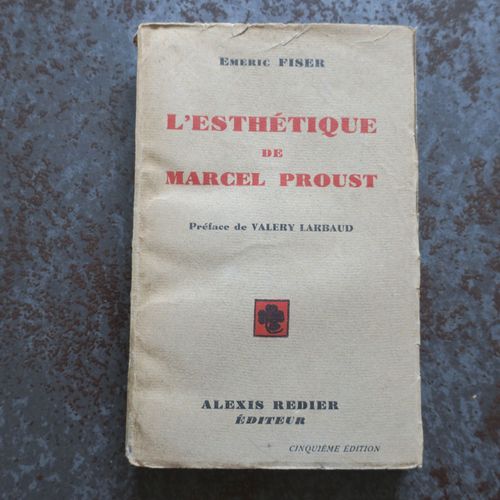 EMERIC FISER
L'ESTHÉTIQUE
DE
MARCEL PROUST
Préface de VALERY LARBAUD
ALEXIS REDIER
ÉDITEUR
CINQUIÈME ÉDITION